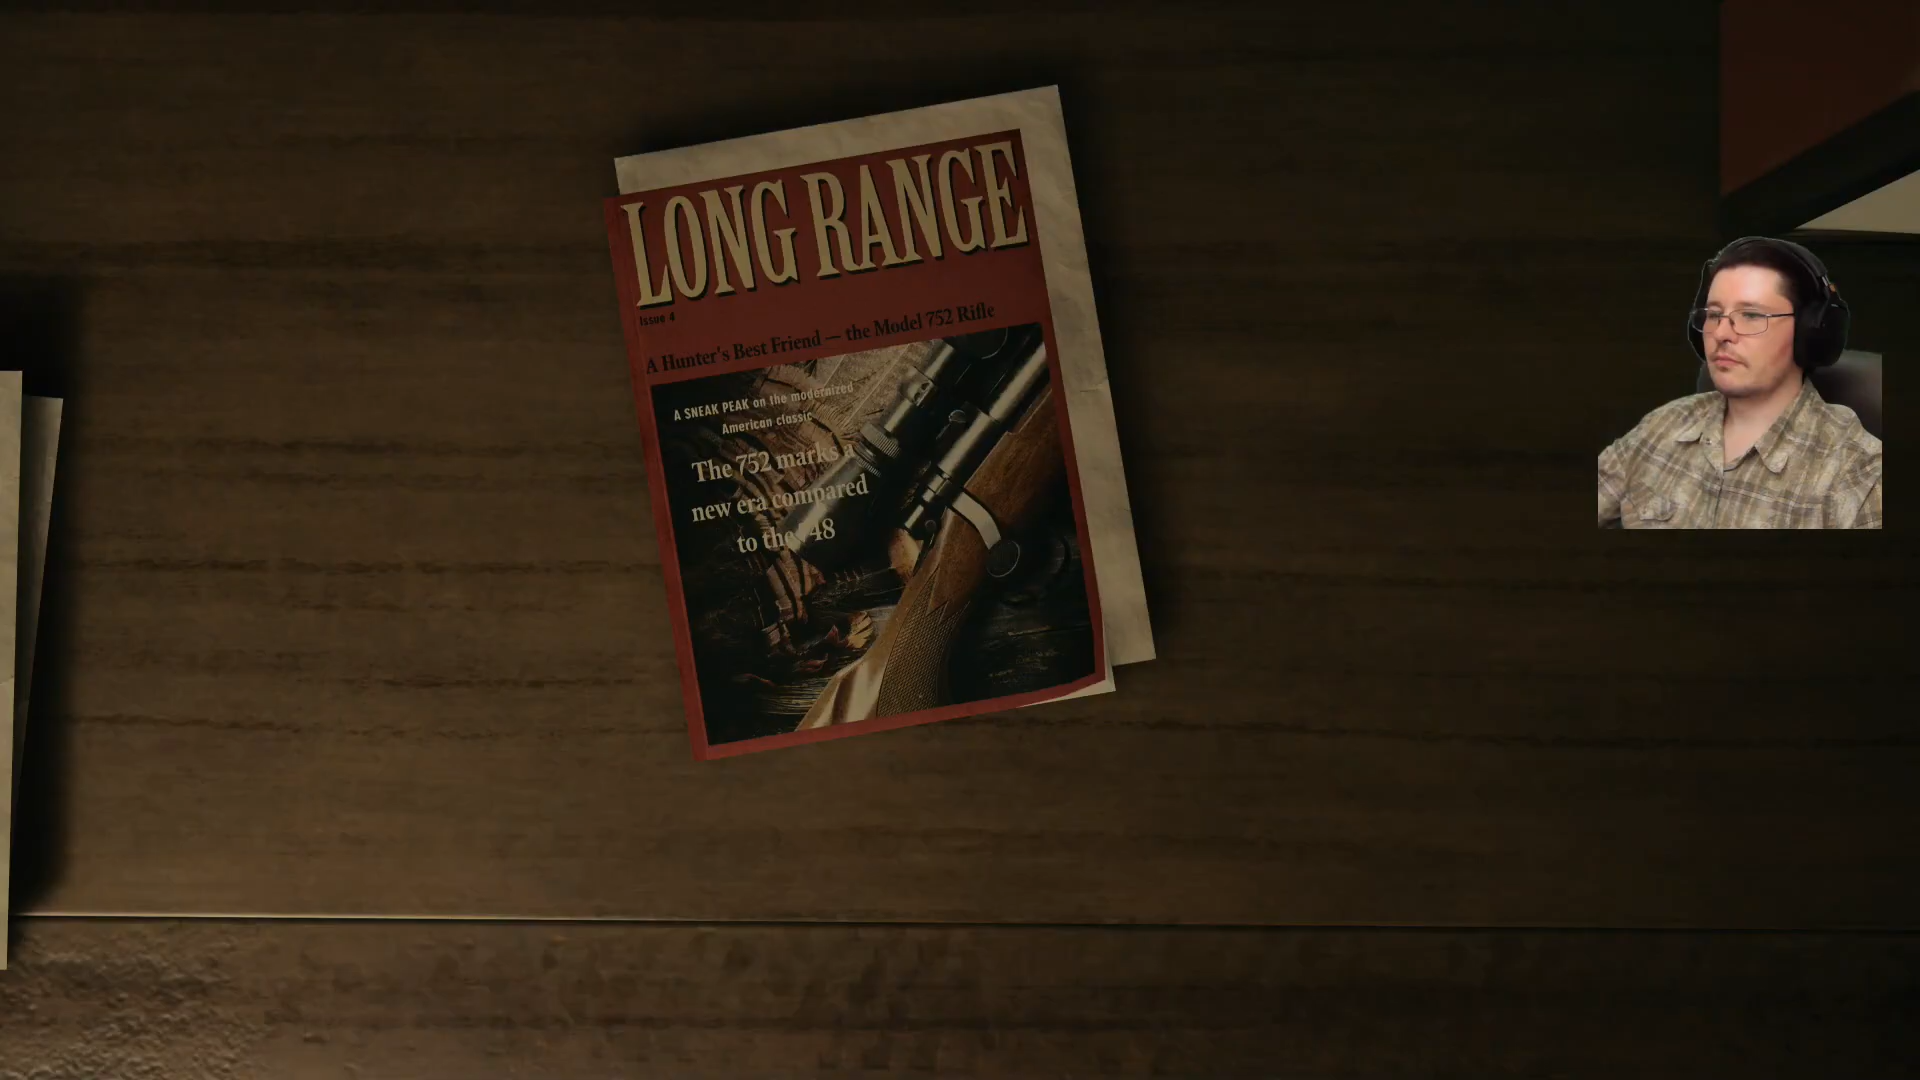 LONG RANGE
Issue 4
A Hunter's Best Friend — the Model 752 Rifle
A SNEAK PEAK on the modernized
American classic
The 752 marks a
new era compared
to the '48